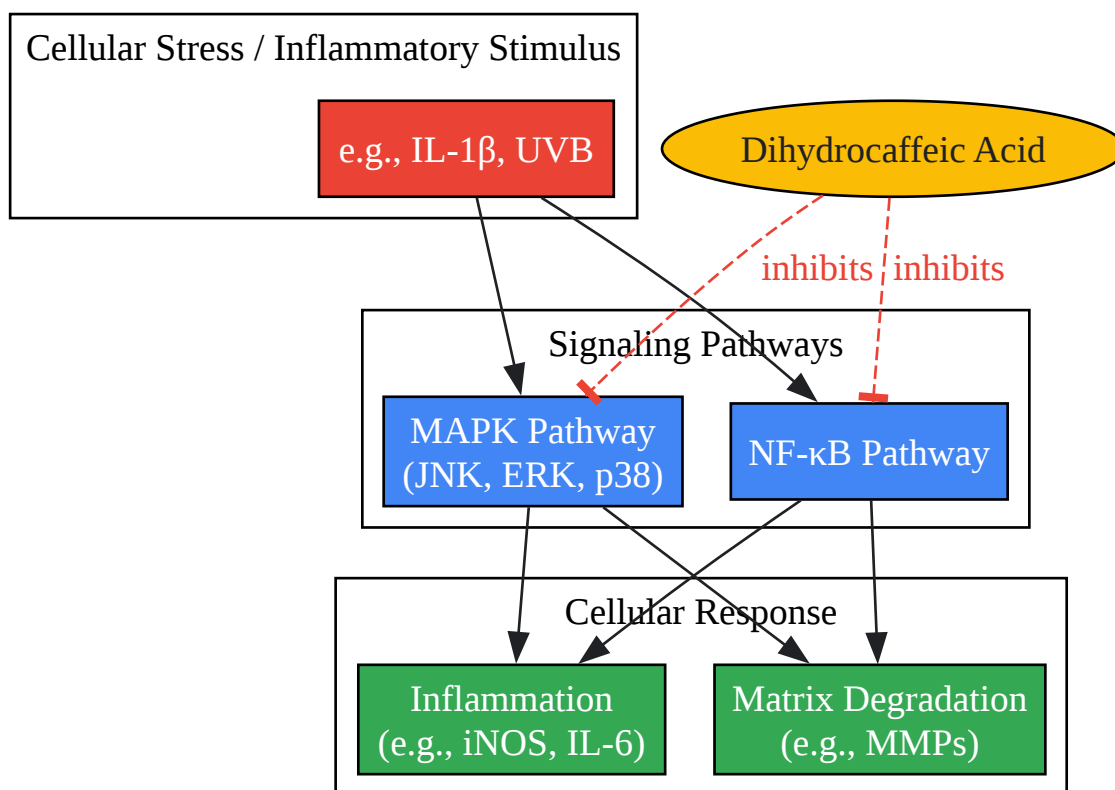 Cellular Stress / Inflammatory Stimulus
e.g., IL-1β, UVB
Dihydrocaffeic Acid
inhibits
inhibits
Signaling Pathways
MAPK Pathway
(JNK, ERK, p38)
NF-κB Pathway
Cellular Response
Inflammation
(e.g., iNOS, IL-6)
Matrix Degradation
(e.g., MMPs)